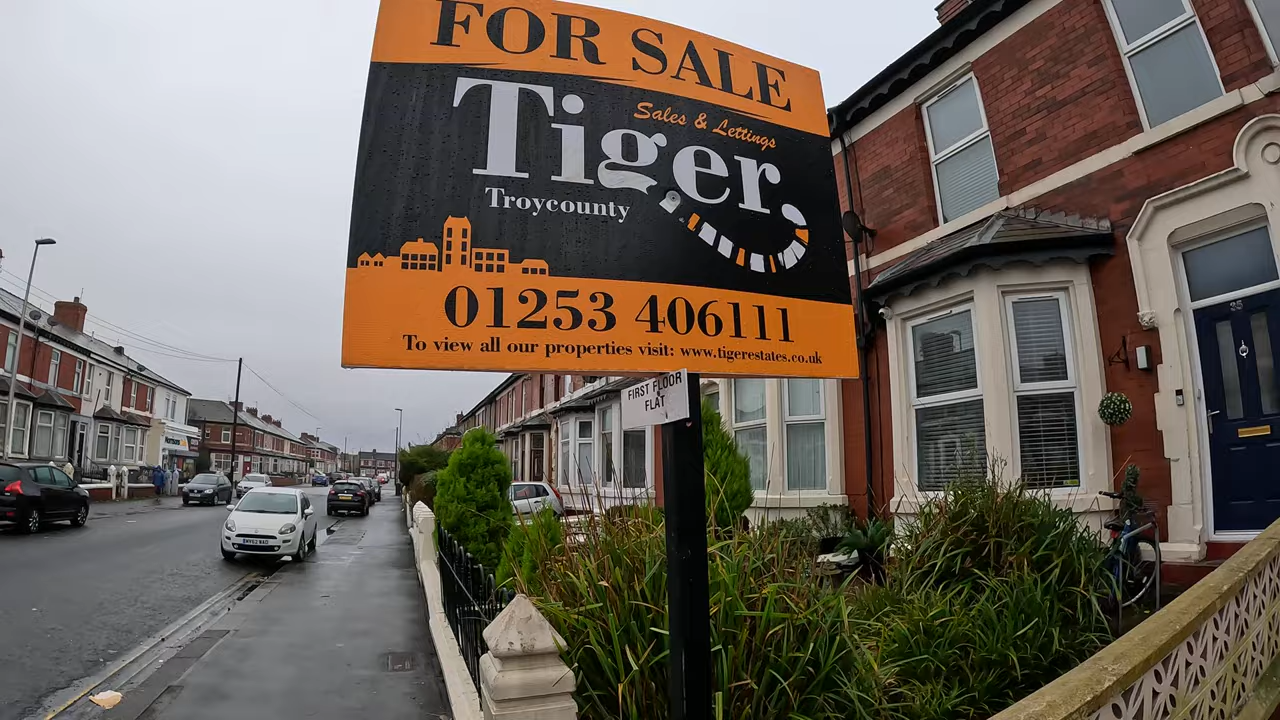 FOR SALE
Sales & Lettings
Tiger.
Troycounty
01253 406111
To view all our properties visit: www.tigerestates.co.uk
FIRST FLOOR
FLAT